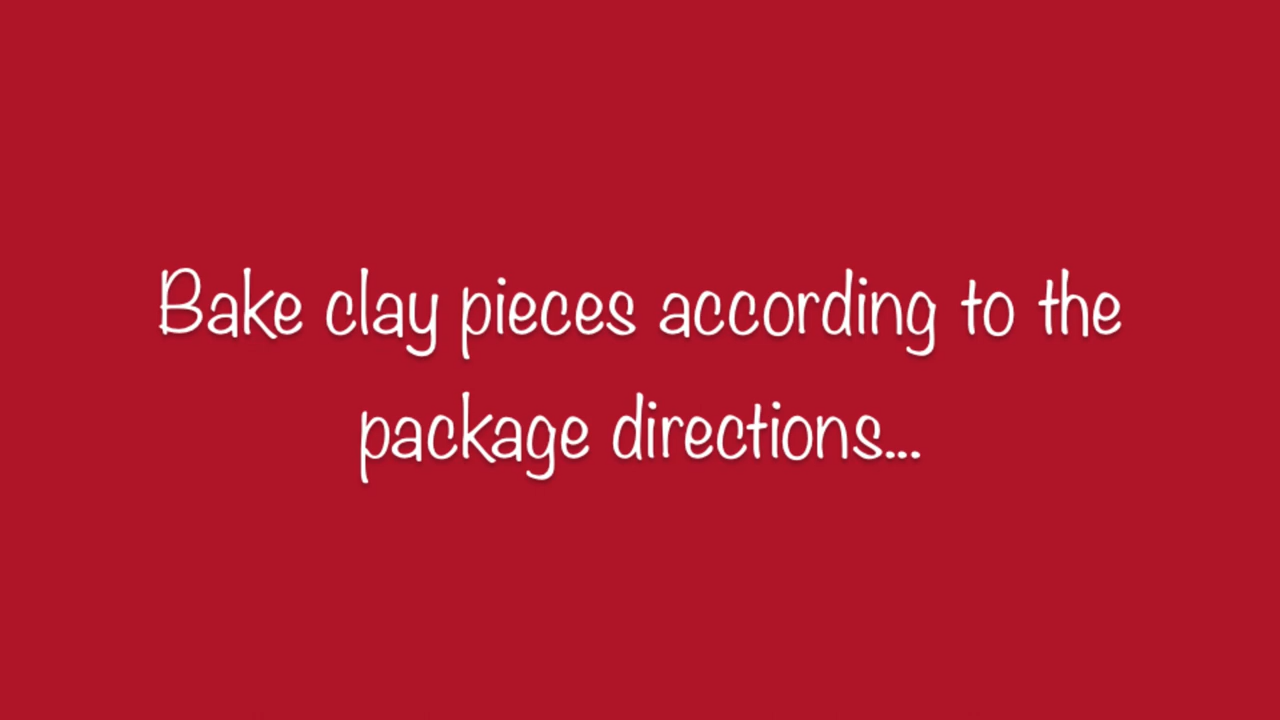 Bake clay pieces according to the
package directions...